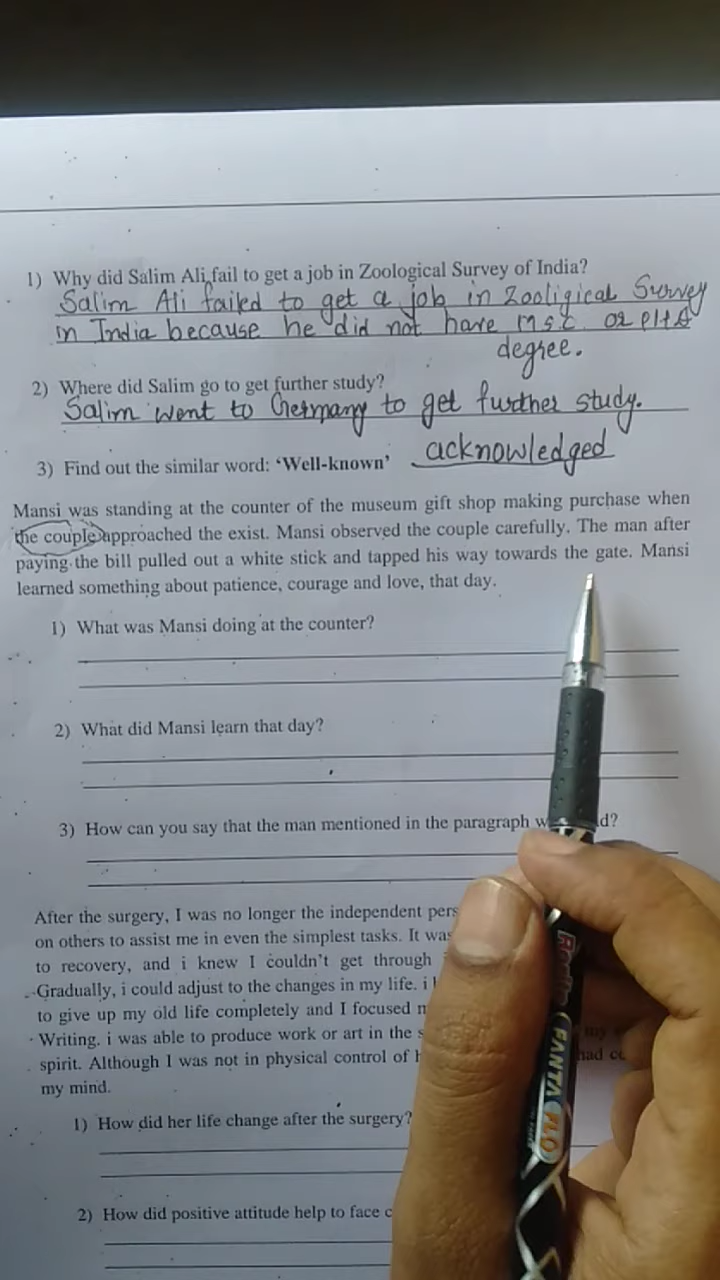 1) Why did Salim Ali fail to get a job in Zoological Survey of India?
Salim Ali failed to get a job in Zooligical Survey
in India because he did not have M.S.C. or PHD
degree.
2) Where did Salim go to get further study?
Salim went to Germany to get further study.
3) Find out the similar word: ‘Well-known’ acknowledged
Mansi was standing at the counter of the museum gift shop making purchase when
the couple approached the exist. Mansi observed the couple carefully. The man after
paying the bill pulled out a white stick and tapped his way towards the gate. Mansi
learned something about patience, courage and love, that day.
1) What was Mansi doing at the counter?
2) What did Mansi learn that day?
3) How can you say that the man mentioned in the paragraph
After the surgery, I was no longer the independent
on others to assist me in even the simplest tasks. It was
to recovery, and i knew I couldn’t get through
Gradually, i could adjust to the changes in my life. i
to give up my old life completely and I focused
Writing. i was able to produce work or art in the my
spirit. Although I was not in physical control of had
my mind.
1) How did her life change after the surgery?
2) How did positive attitude help to face
FANTA FLO